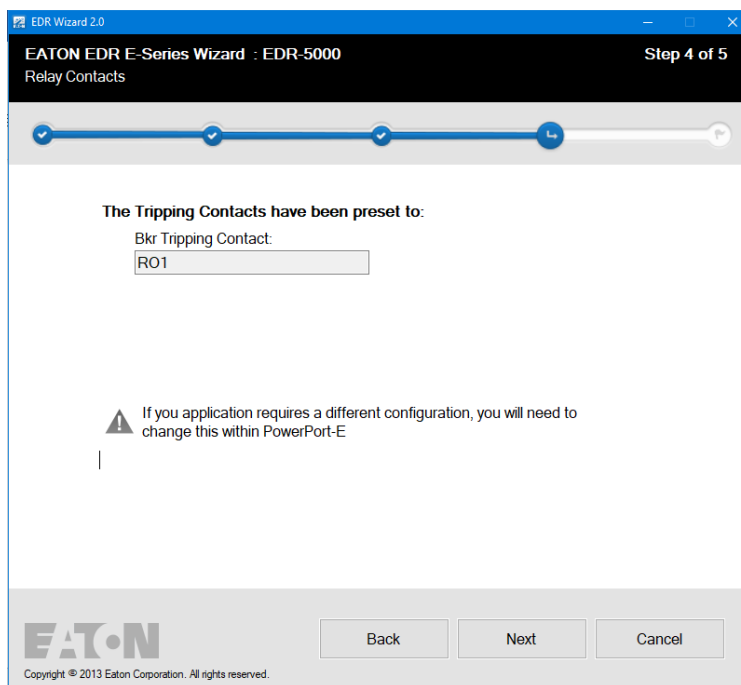 EDR Wizard 2.0
EATON EDR E-Series Wizard : EDR-5000
Step 4 of 5
Relay Contacts
The Tripping Contacts have been preset to:
Bkr Tripping Contact:
RO1
If you application requires a different configuration, you will need to
change this within PowerPort-E
EATON
Back
Next
Cancel
Copyright © 2013 Eaton Corporation. All rights reserved.